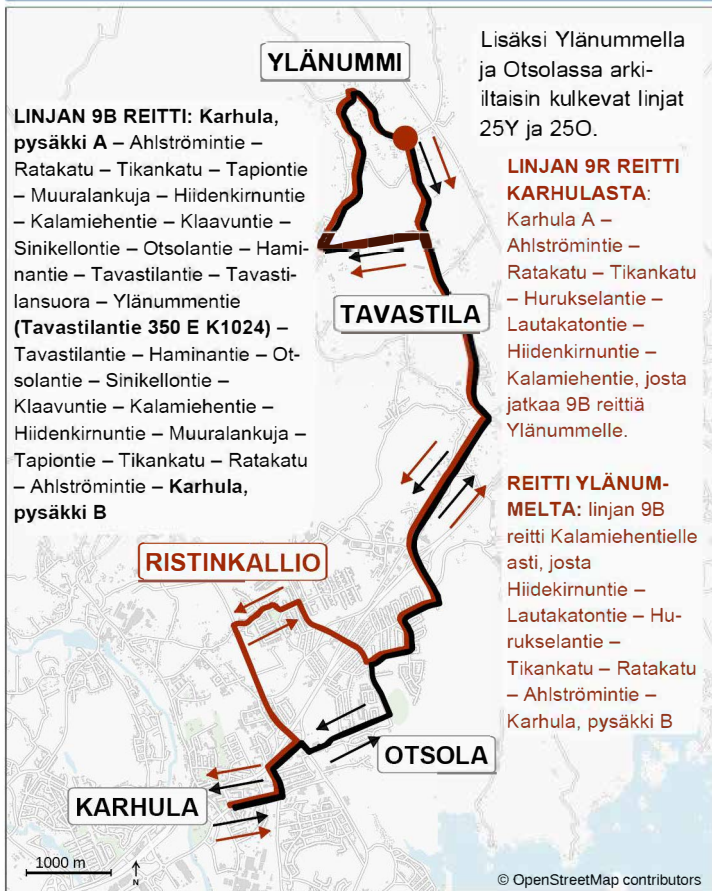 YLÄNUMMI
Lisäksi Ylänummella
ja Otsolassa arki-
iltaisin kulkevat linjat
25Y ja 25O.
LINJAN 9B REITTI: Karhula,
pysäkki A – Ahlströmintie –
Ratakatu – Tikankatu – Tapiontie
– Muuralankuja – Hiidenkirnuntie
– Kalamiehentie – Klaavuntie –
Sinikellontie – Otsolantie – Hami-
nantie – Tavastilantie – Tavasti-
lansuora – Ylänummentie
(Tavastilantie 350 E K1024) –
Tavastilantie – Haminantie – Ot-
solantie – Sinikellontie –
Klaavuntie – Kalamiehentie –
Hiidenkirnuntie – Muuralankuja –
Tapiontie – Tikankatu – Ratakatu
– Ahlströmintie – Karhula,
pysäkki B
LINJAN 9R REITTI
KARHULASTA:
Karhula A –
Ahlströmintie –
Ratakatu – Tikankatu
– Hurukselantie –
Lautakatontie –
Hiidenkirnuntie –
Kalamiehentie, josta
jatkaa 9B reittiä
Ylänummelle.
REITTI YLÄNUM-
MELTA: linjan 9B
reitti Kalamiehentielle
asti, josta
Hiidekirnuntie –
Lautakatontie – Hu-
rukselantie –
Tikankatu – Ratakatu
– Ahlströmintie –
Karhula, pysäkki B
TAVASTILA
RISTINKALLIO
OTSOLA
KARHULA
1000 m
N
© OpenStreetMap contributors